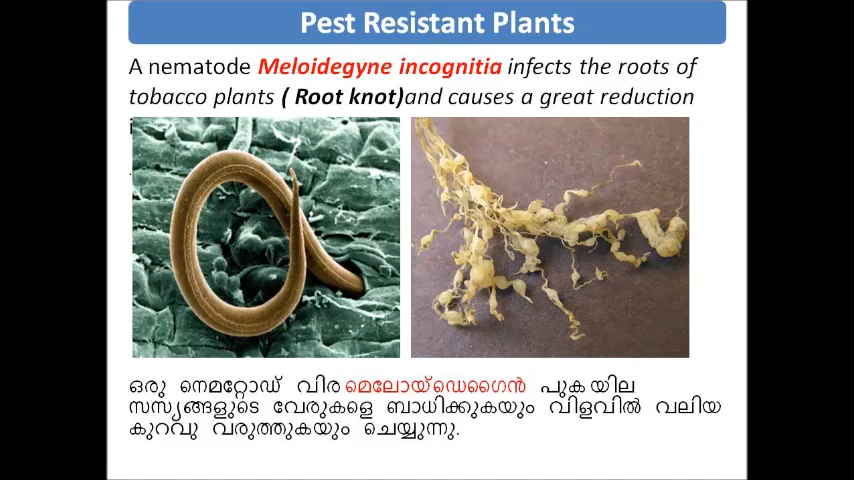 Pest Resistant Plants
A nematode Meloidegyne incognitia infects the roots of
tobacco plants ( Root knot)and causes a great reduction
ഒരു നെമറ്റോഡ് വിര മെലോയ്ഡെഗൈൻ പുക യില
സസ്യങ്ങളുടെ വേരുകളെ ബാധിക്കുകയും വിളവിൽ വലിയ
കുറവു വരുത്തുകയും ചെയ്യുന്നു.